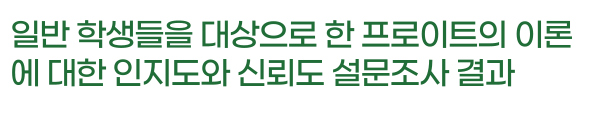 일반 학생들을 대상으로 한 프로이트의 이론
에 대한 인지도와 신뢰도 설문조사 결과